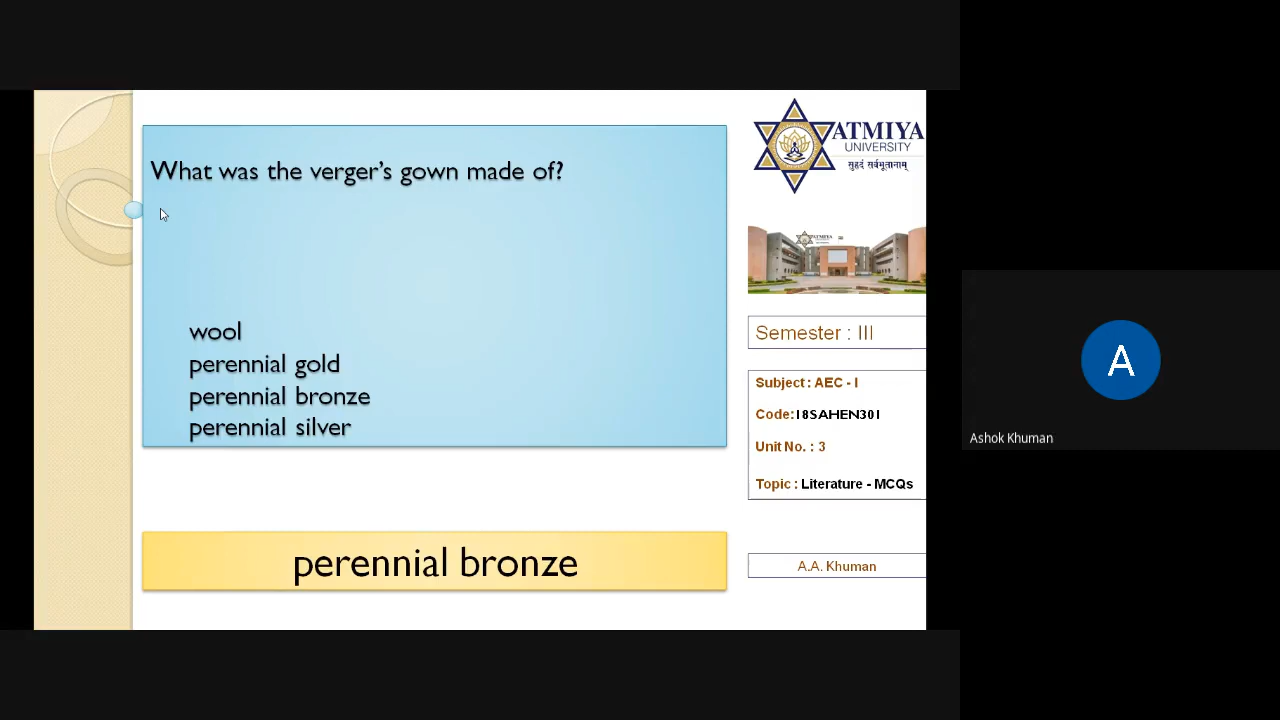 What was the verger's gown made of?
wool
perennial gold
perennial bronze
perennial silver
perennial bronze
ATMIYA
UNIVERSITY
सुहृदं सर्वभूतानाम्
ATMIYA
Semester : III
Subject : AEC - I
Code:18SAHEN301
Unit No. : 3
Topic : Literature - MCQs
A.A. Khuman
A
Ashok Khuman